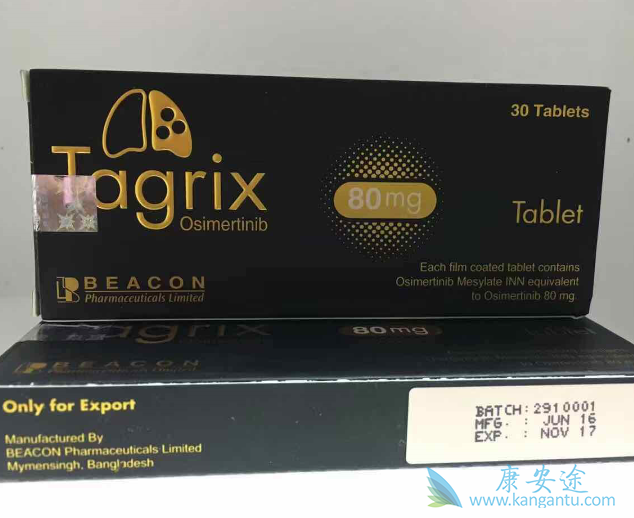 30 Tablets
Tagrix
Osimertinib
80mg
Tablet
BEACON
Pharmaceuticals Limited
Each film coated tablet contains
Osimertinib Mesylate INN equivalent
to Osimertinib 80 mg.
Tagrix
80mg
BEACON
Only for Export
Manufactured By
BEACON Pharmaceuticals Limited
Mymensingh, Bangladesh
BATCH:2910001
MFG. : JUN 16
EXP. : NOV 17
康安途
www.kangantu.com